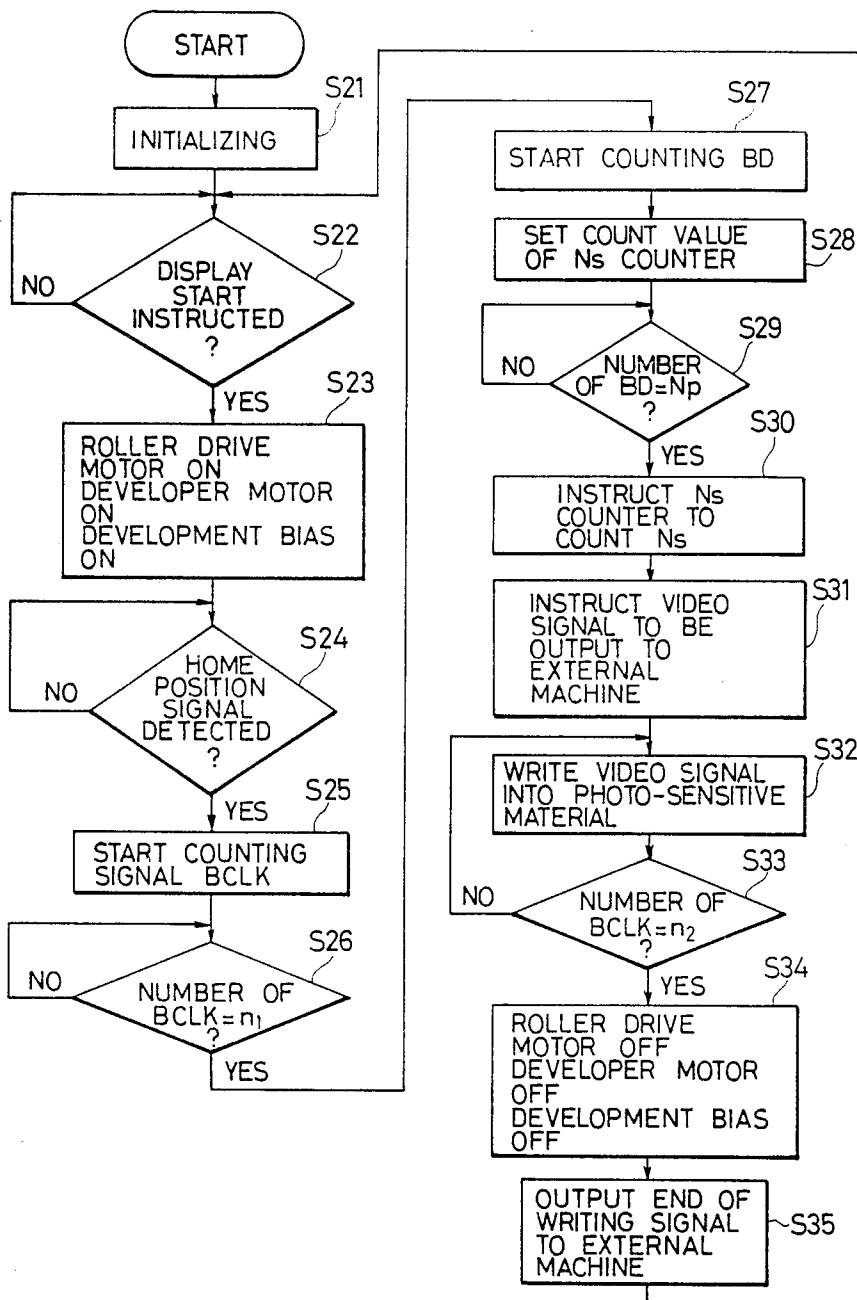 START
S21
INITIALIZING
S22
DISPLAY
START
INSTRUCTED
?
NO
YES
S23
ROLLER DRIVE
MOTOR ON
DEVELOPER MOTOR
ON
DEVELOPMENT BIAS
ON
S24
HOME
POSITION
SIGNAL
DETECTED
?
NO
YES
S25
START COUNTING
SIGNAL BCLK
S26
NUMBER OF
BCLK=n₁
?
NO
YES
S27
START COUNTING BD
S28
SET COUNT VALUE
OF Ns COUNTER
S29
NUMBER
OF BD=Np
?
NO
YES
S30
INSTRUCT Ns
COUNTER TO
COUNT Ns
S31
INSTRUCT VIDEO
SIGNAL TO BE
OUTPUT TO
EXTERNAL
MACHINE
S32
WRITE VIDEO SIGNAL
INTO PHOTO-SENSITIVE
MATERIAL
S33
NUMBER OF
BCLK=n₂
?
NO
YES
S34
ROLLER DRIVE
MOTOR OFF
DEVELOPER MOTOR
OFF
DEVELOPMENT BIAS
OFF
S35
OUTPUT END OF
WRITING SIGNAL
TO EXTERNAL
MACHINE